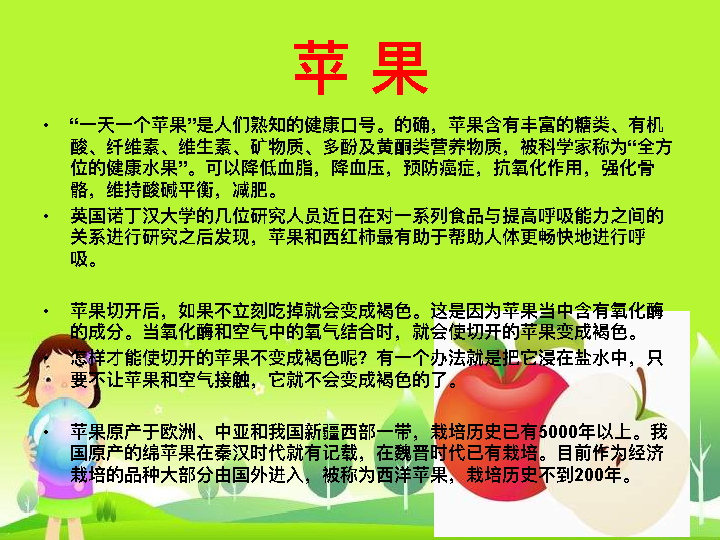 苹 果
• “一天一个苹果”是人们熟知的健康口号。的确，苹果含有丰富的糖类、有机
酸、纤维素、维生素、矿物质、多酚及黄酮类营养物质，被科学家称为“全方
位的健康水果”。可以降低血脂，降血压，预防癌症，抗氧化作用，强化骨
骼，维持酸碱平衡，减肥。
• 英国诺丁汉大学的几位研究人员近日在对一系列食品与提高呼吸能力之间的
关系进行研究之后发现，苹果和西红柿最有助于帮助人体更畅快地进行呼
吸。
• 苹果切开后，如果不立刻吃掉就会变成褐色。这是因为苹果当中含有氧化酶
的成分。当氧化酶和空气中的氧气结合时，就会使切开的苹果变成褐色。
• 怎样才能使切开的苹果不变成褐色呢？有一个办法就是把它浸在盐水中，只
• 要不让苹果和空气接触，它就不会变成褐色的了。
• 苹果原产于欧洲、中亚和我国新疆西部一带，栽培历史已有5000年以上。我
国原产的绵苹果在秦汉时代就有记载，在魏晋时代已有栽培。目前作为经济
栽培的品种大部分由国外进入，被称为西洋苹果，栽培历史不到200年。